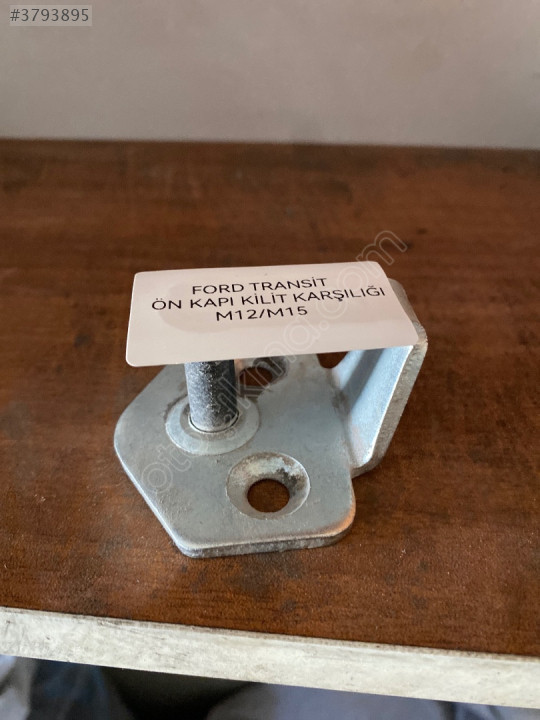 #3793895
FORD TRANSİT
ÖN KAPI KİLİT KARŞILIĞI
M12/M15